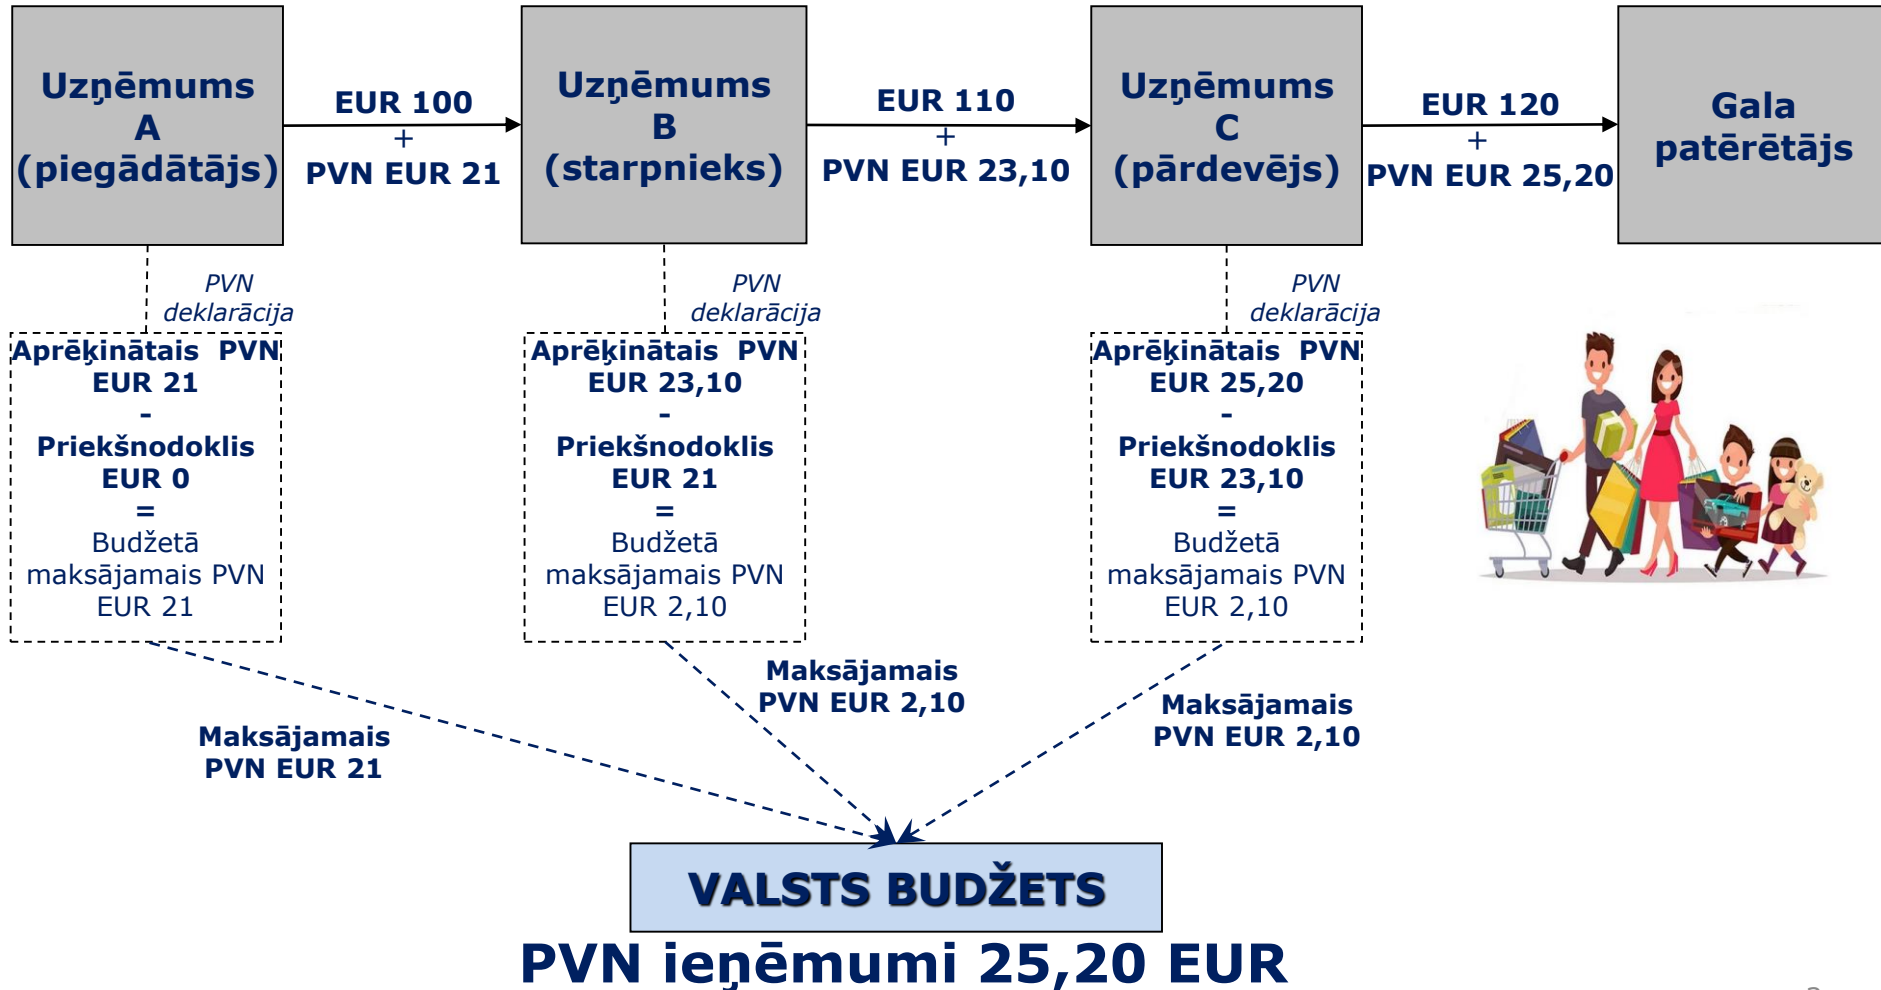 Uzņēmums
A
(piegādātājs)
EUR 100
+
PVN EUR 21
Uzņēmums
B
(starpnieks)
EUR 110
+
PVN EUR 23,10
Uzņēmums
C
(pārdevējs)
EUR 120
+
PVN EUR 25,20
Gala
patērētājs
PVN
deklarācija
PVN
deklarācija
PVN
deklarācija
Aprēķinātais PVN
EUR 21
-
Priekšnodoklis
EUR 0
=
Budžetā
maksājamais PVN
EUR 21
Aprēķinātais PVN
EUR 23,10
-
Priekšnodoklis
EUR 21
=
Budžetā
maksājamais PVN
EUR 2,10
Aprēķinātais PVN
EUR 25,20
-
Priekšnodoklis
EUR 23,10
=
Budžetā
maksājamais PVN
EUR 2,10
Maksājamais
PVN EUR 21
Maksājamais
PVN EUR 2,10
Maksājamais
PVN EUR 2,10
VALSTS BUDŽETS
PVN ieņēmumi 25,20 EUR